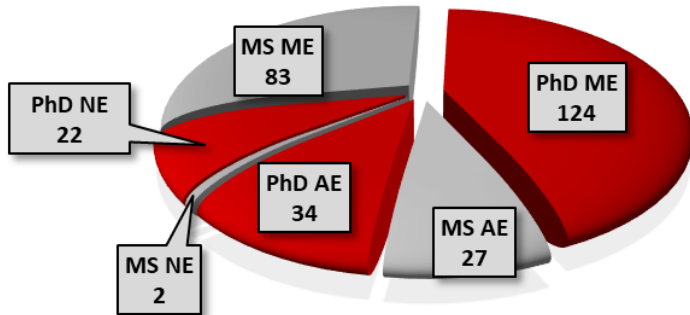 MS ME
83
PhD ME
124
PhD NE
22
PhD AE
34
MS AE
27
MS NE
2